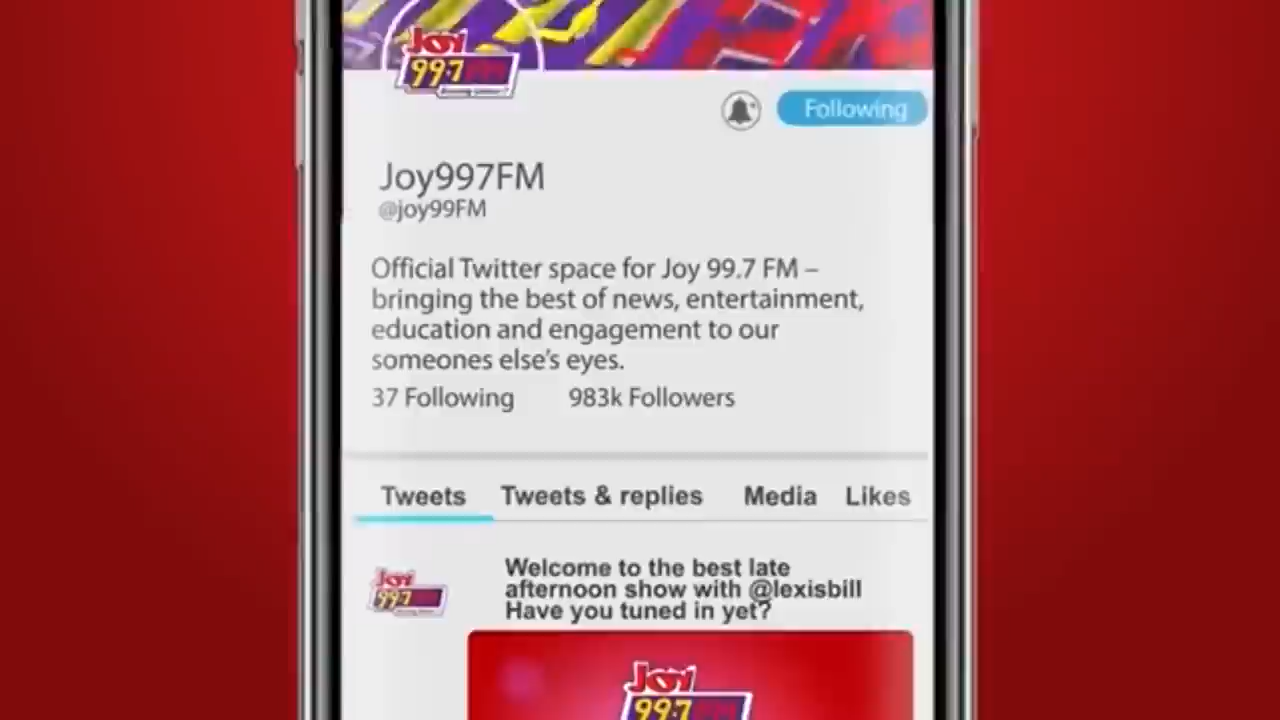 Joy
99.7 FM
Following
Joy997FM
@joy99FM
Official Twitter space for Joy 99.7 FM –
bringing the best of news, entertainment,
education and engagement to our
someones else's eyes.
37 Following 983k Followers
Tweets Tweets & replies Media Likes
Joy
99.7
Welcome to the best late
afternoon show with @lexisbill
Have you tuned in yet?
Joy
99.7 FM